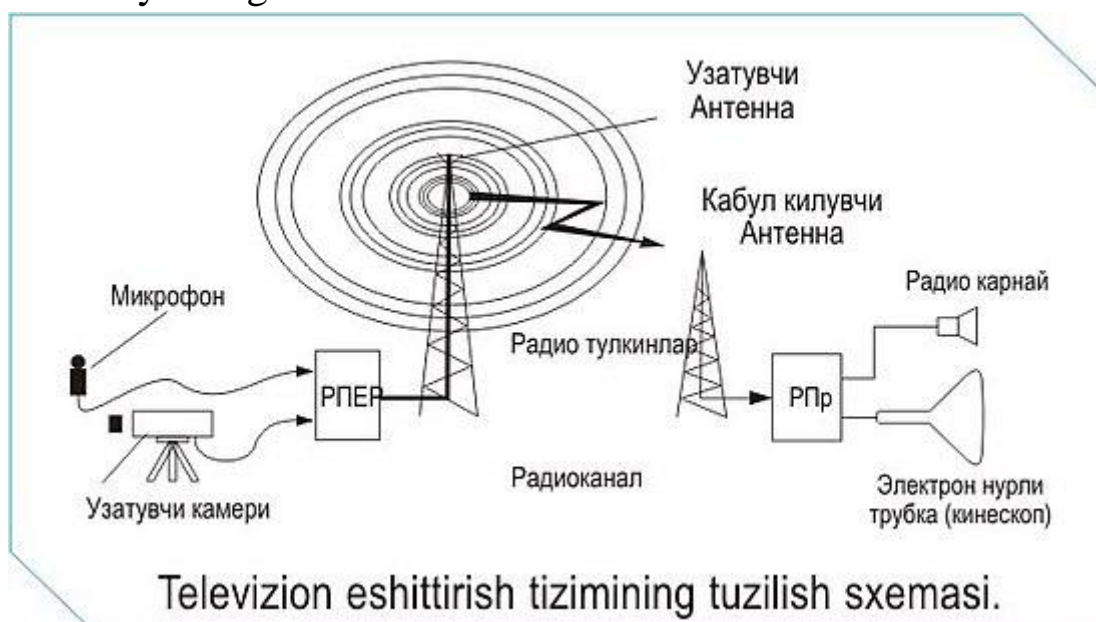 Узатувчи
Антенна
Кабул килувчи
Антенна
Микрофон
Радио карнай
Радио тулкинлар
РПЕР
РПр
Узатувчи камери
Радиоканал
Электрон нурли
трубка (кинескоп)
Televizion eshittirish tizimining tuzilish sxemasi.